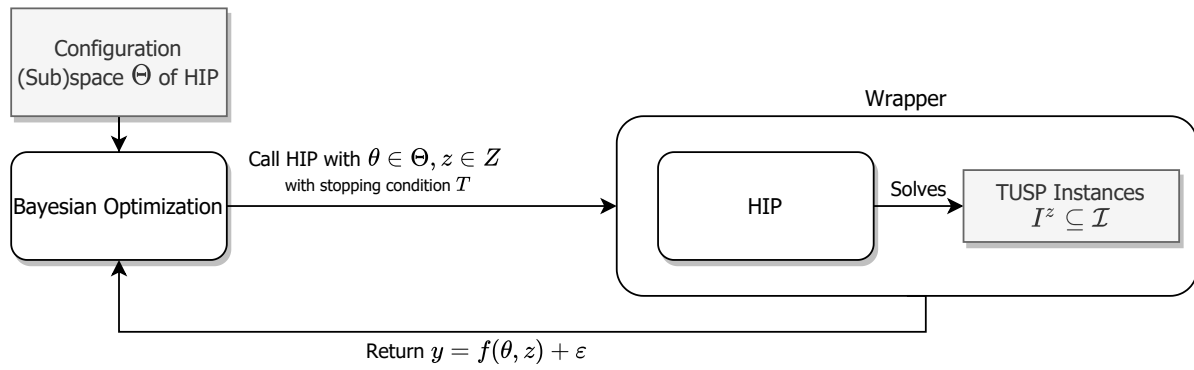 Configuration
(Sub)space Θ of HIP
Wrapper
Bayesian Optimization
Call HIP with θ ∈ Θ, z ∈ Z
with stopping condition T
HIP
Solves
TUSP Instances
I^z ⊆ ℐ
Return y = f(θ, z) + ε